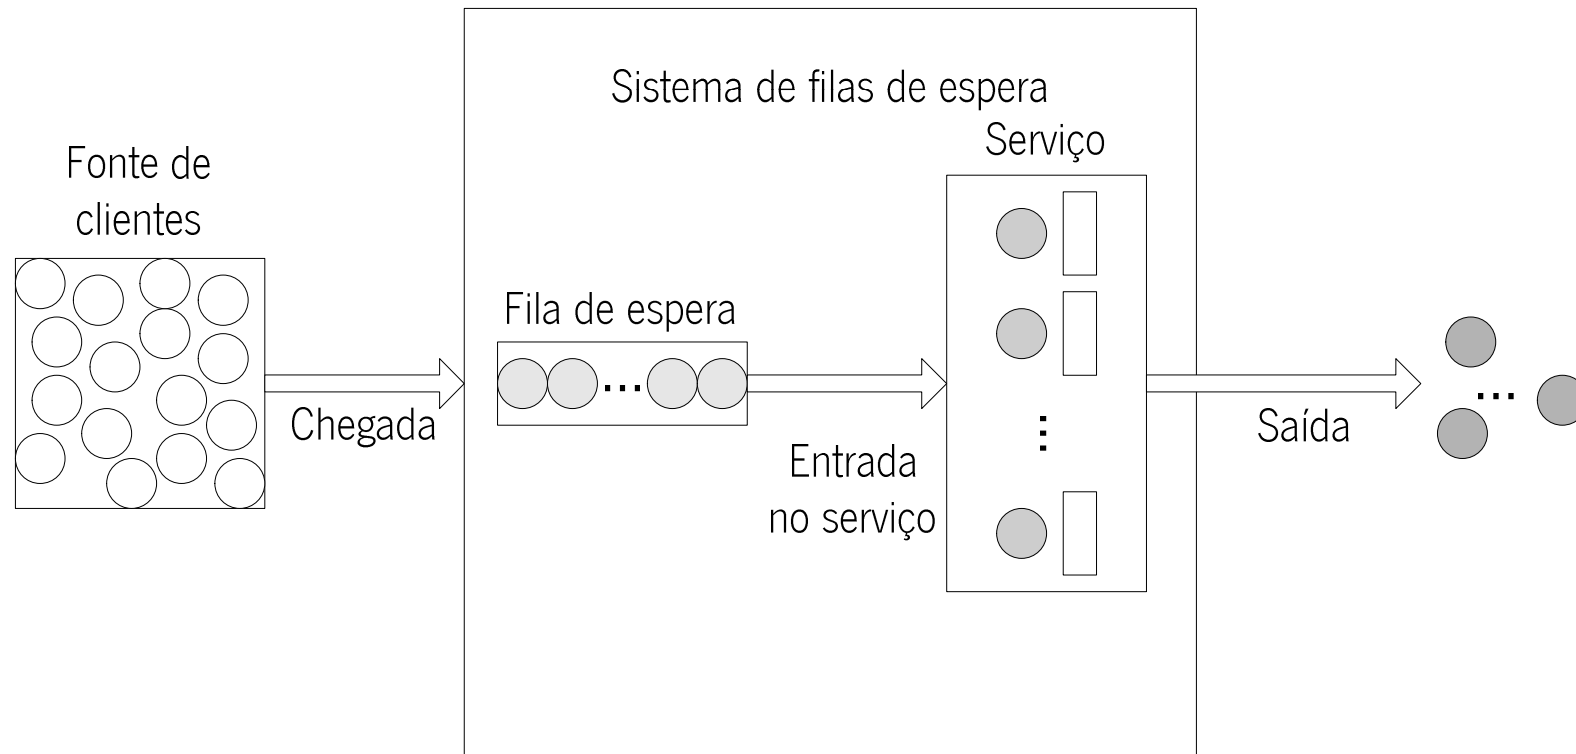 Sistema de filas de espera
Serviço
Fonte de
clientes
Fila de espera
...
...
...
Chegada
Entrada
no serviço
Saída